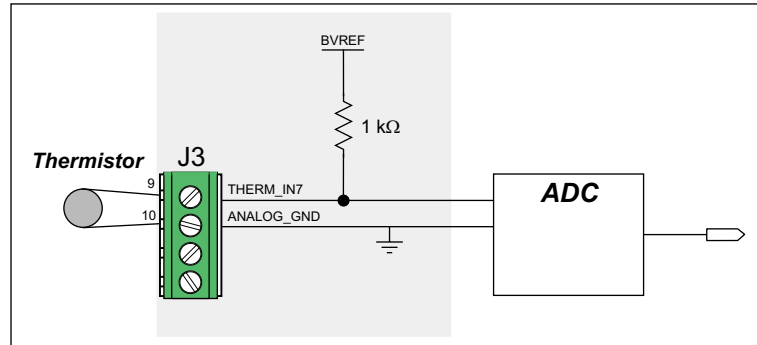 BVREF
1 kΩ
Thermistor
J3
9
THERM_IN7
ADC
10
ANALOG_GND